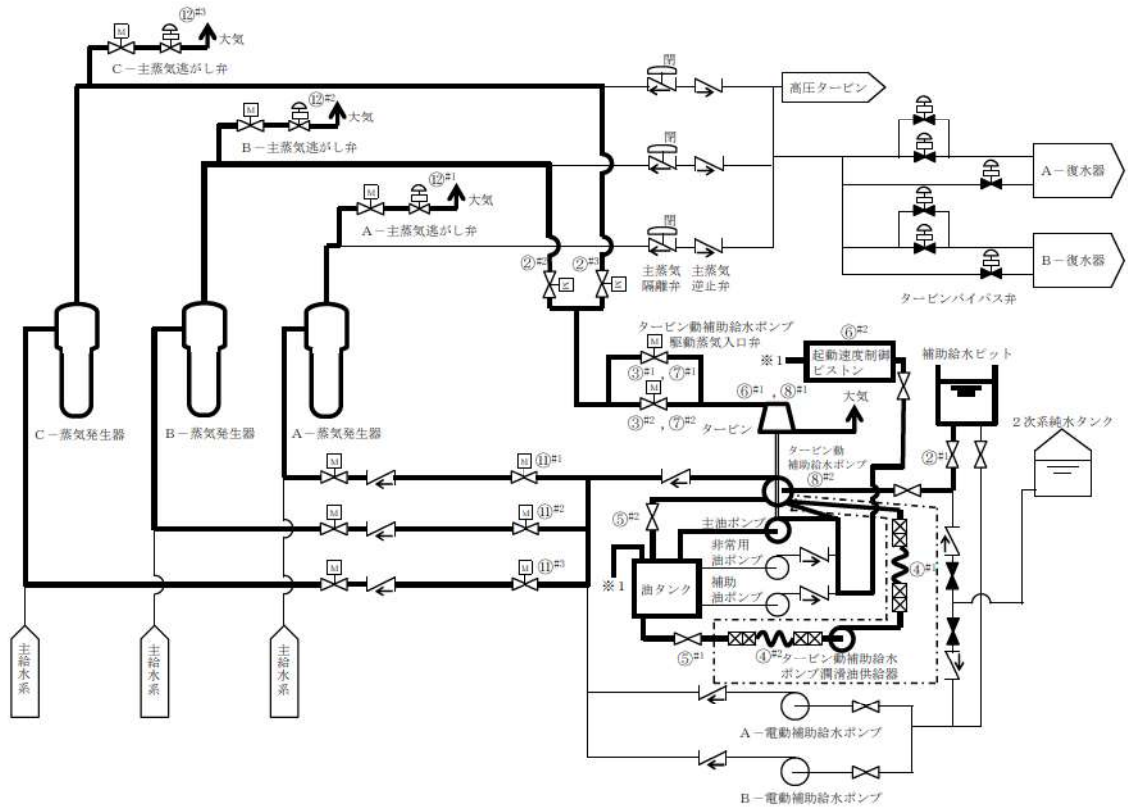 ⑫#3
M
大気
C－主蒸気逃がし弁
閉
高圧タービン
⑫#2
M
大気
B－主蒸気逃がし弁
閉
A－復水器
⑫#1
M
大気
A－主蒸気逃がし弁
閉
B－復水器
②#2
②#3
M
M
主蒸気
隔離弁
主蒸気
逆止弁
タービンバイパス弁
タービン動補助給水ポンプ
駆動蒸気入口弁
M
③#1，⑦#1
M
③#2，⑦#2
⑥#2
※1
起動速度制御
ピストン
補助給水ピット
⑥#1，⑧#1
大気
タービン
2次系純水タンク
C－蒸気発生器
B－蒸気発生器
A－蒸気発生器
タービン動
補助給水ポンプ
⑧#2
②#1
M
M
⑪#1
M
M
⑪#2
M
M
⑪#3
⑤#2
主油ポンプ
非常用
油ポンプ
補助
油ポンプ
※1
油タンク
④#1
⑤#1
④#2
タービン動補助給水
ポンプ潤滑油供給器
主給水系
主給水系
主給水系
A－電動補助給水ポンプ
B－電動補助給水ポンプ